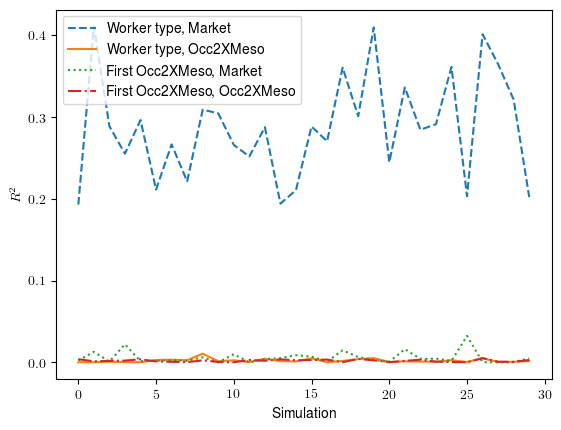 Worker type, Market
Worker type, Occ2XMeso
First Occ2XMeso, Market
First Occ2XMeso, Occ2XMeso
0.4
0.3
0.2
0.1
0.0
R²
0 5 10 15 20 25 30
Simulation